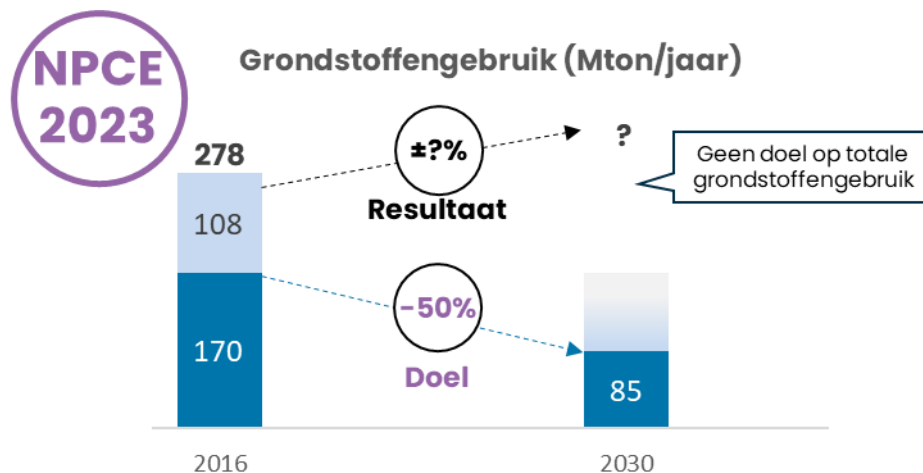 NPCE
2023
Grondstoffengebruik (Mton/jaar)
278
108
170
±?%
Resultaat
-50%
Doel
?
Geen doel op totale
grondstoffengebruik
85
2016
2030